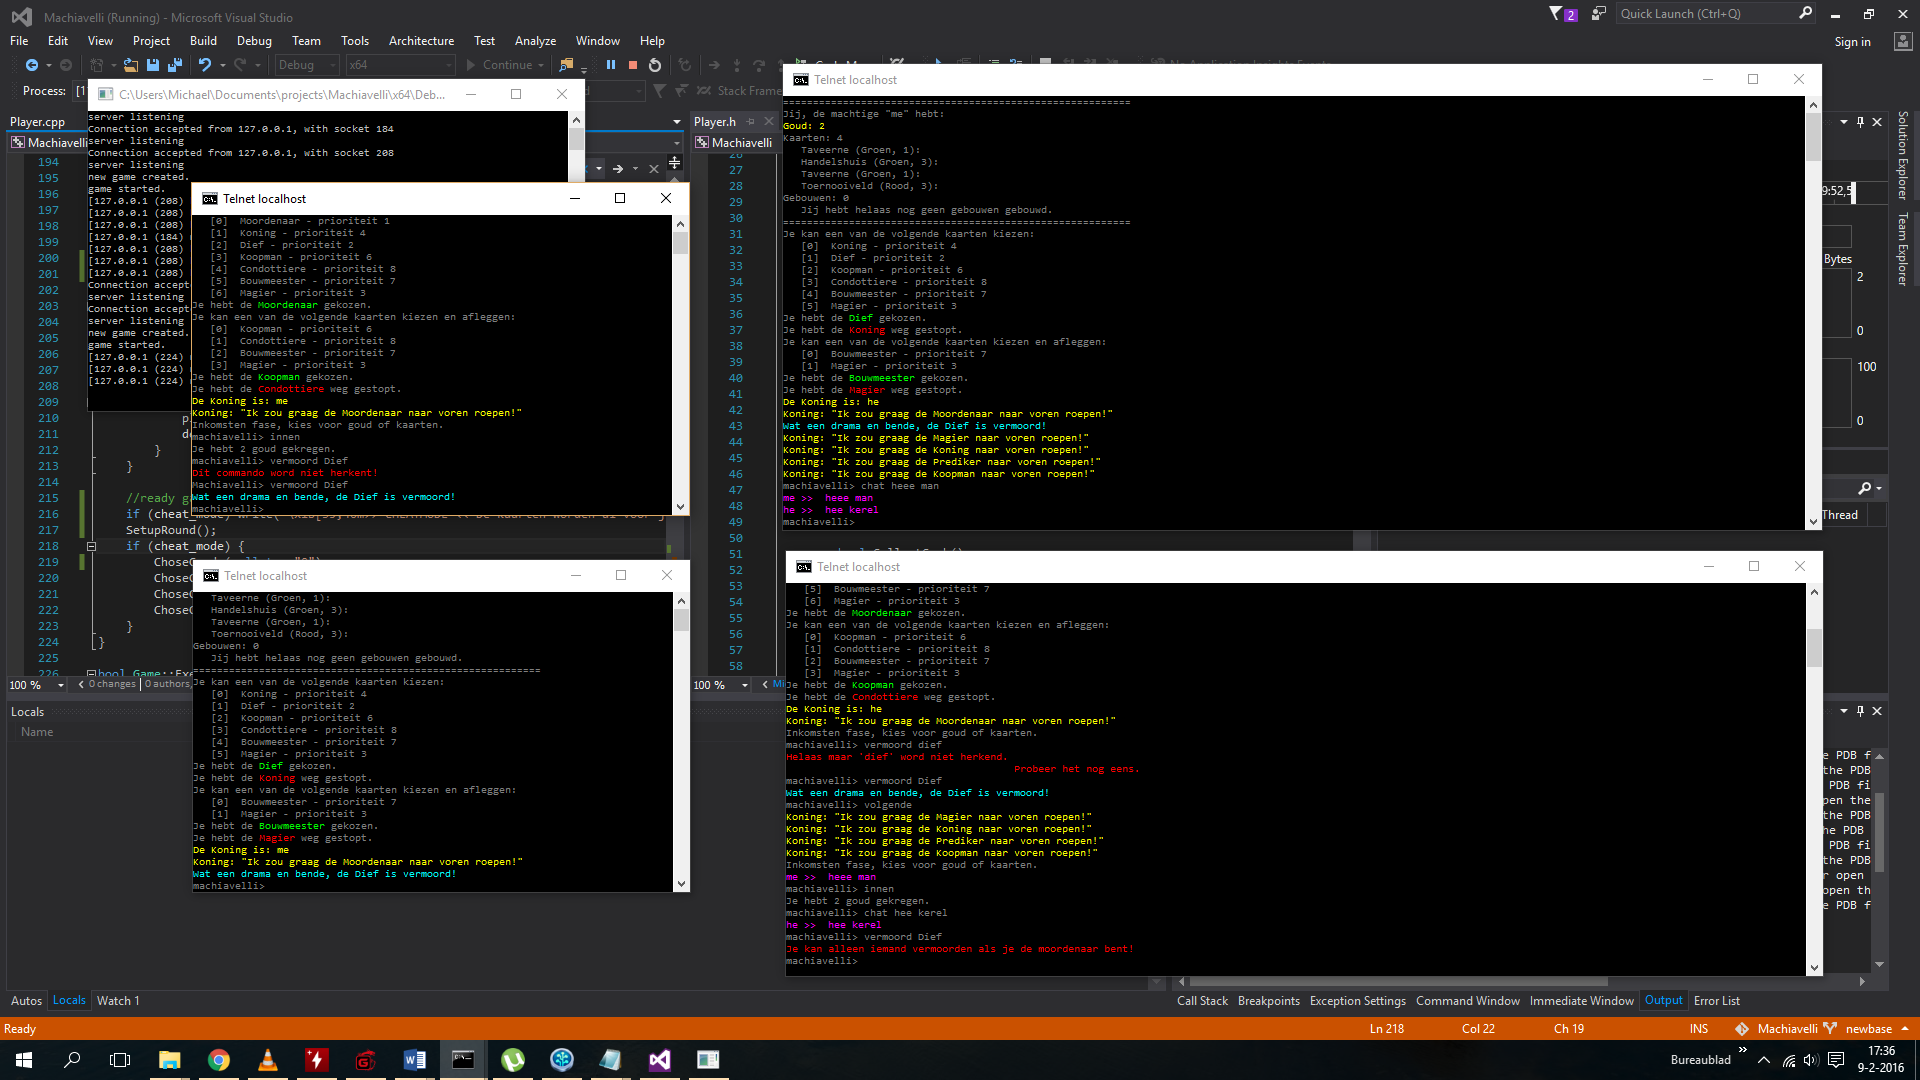 Machiavelli (Running) - Microsoft Visual Studio
2
Quick Launch (Ctrl+Q)
File Edit View Project Build Debug Team Tools Architecture Test Analyze Window Help
Sign in
Debug x64 Continue
Process:
Stack Frame
Player.cpp
Machiavelli
C:\Users\Michael\Documents\projects\Machiavelli\x64\Deb...
server listening
Connection accepted from 127.0.0.1, with socket 184
server listening
Connection accepted from 127.0.0.1, with socket 208
server listening
new game created.
game started.
[127.0.0.1 (208)
[127.0.0.1 (208)
[127.0.0.1 (208)
[127.0.0.1 (184)
[127.0.0.1 (208)
[127.0.0.1 (208)
[127.0.0.1 (208)
Connection accept
server listening
Connection accept
server listening
new game created.
game started.
[127.0.0.1 (224)
[127.0.0.1 (224)
[127.0.0.1 (224)
194
195
196
197
198
199
200
201
202
203
204
205
206
207
208
209
210
211
212 }
213 }
214
215 //ready g
216 if (cheat_mode)
217 SetupRound();
218 if (cheat_mode) {
219
220
221
222
223 }
224 }
225
226
100 %
0 changes | 0 authors,
Telnet localhost
[0] Moordenaar - prioriteit 1
[1] Koning - prioriteit 4
[2] Dief - prioriteit 2
[3] Koopman - prioriteit 6
[4] Condottiere - prioriteit 8
[5] Bouwmeester - prioriteit 7
[6] Magier - prioriteit 3
Je hebt de Moordenaar gekozen.
Je kan een van de volgende kaarten kiezen en afleggen:
[0] Koopman - prioriteit 6
[1] Condottiere - prioriteit 8
[2] Bouwmeester - prioriteit 7
[3] Magier - prioriteit 3
Je hebt de Koopman gekozen.
Je hebt de Condottiere weg gestopt.
De Koning is: me
Koning: "Ik zou graag de Moordenaar naar voren roepen!"
Inkomsten fase, kies voor goud of kaarten.
machiavelli> innen
Je hebt 2 goud gekregen.
machiavelli> vermoord Dief
Dit commando word niet herkent!
Machiavelli> vermoord Dief
Wat een drama en bende, de Dief is vermoord!
machiavelli>
Telnet localhost
Taveerne (Groen, 1):
Handelshuis (Groen, 3):
Taveerne (Groen, 1):
Toernooiveld (Rood, 3):
Gebouwen: 0
Jij hebt helaas nog geen gebouwen gebouwd.
==========================================================
Je kan een van de volgende kaarten kiezen:
[0] Koning - prioriteit 4
[1] Dief - prioriteit 2
[2] Koopman - prioriteit 6
[3] Condottiere - prioriteit 8
[4] Bouwmeester - prioriteit 7
[5] Magier - prioriteit 3
Je hebt de Dief gekozen.
Je hebt de Koning weg gestopt.
Je kan een van de volgende kaarten kiezen en afleggen:
[0] Bouwmeester - prioriteit 7
[1] Magier - prioriteit 3
Je hebt de Bouwmeester gekozen.
Je hebt de Magier weg gestopt.
De Koning is: me
Koning: "Ik zou graag de Moordenaar naar voren roepen!"
Wat een drama en bende, de Dief is vermoord!
machiavelli>
Player.h
Machiavelli
26
27
28
29
30
31
32
33
34
35
36
37
38
39
40
41
42
43
44
45
46
47
48
49
50
51
52
53
54
55
56
57
58
100 %
Telnet localhost
==========================================================
Jij, de machtige "me" hebt:
Goud: 2
Kaarten: 4
Taveerne (Groen, 1):
Handelshuis (Groen, 3):
Taveerne (Groen, 1):
Toernooiveld (Rood, 3):
Gebouwen: 0
Jij hebt helaas nog geen gebouwen gebouwd.
==========================================================
Je kan een van de volgende kaarten kiezen:
[0] Koning - prioriteit 4
[1] Dief - prioriteit 2
[2] Koopman - prioriteit 6
[3] Condottiere - prioriteit 8
[4] Bouwmeester - prioriteit 7
[5] Magier - prioriteit 3
Je hebt de Dief gekozen.
Je hebt de Koning weg gestopt.
Je kan een van de volgende kaarten kiezen en afleggen:
[0] Bouwmeester - prioriteit 7
[1] Magier - prioriteit 3
Je hebt de Bouwmeester gekozen.
Je hebt de Magier weg gestopt.
De Koning is: he
Koning: "Ik zou graag de Moordenaar naar voren roepen!"
Wat een drama en bende, de Dief is vermoord!
Koning: "Ik zou graag de Magier naar voren roepen!"
Koning: "Ik zou graag de Koning naar voren roepen!"
Koning: "Ik zou graag de Prediker naar voren roepen!"
Koning: "Ik zou graag de Koopman naar voren roepen!"
machiavelli> chat heee man
me >> heee man
he >> hee kerel
machiavelli>
Telnet localhost
[5] Bouwmeester - prioriteit 7
[6] Magier - prioriteit 3
Je hebt de Moordenaar gekozen.
Je kan een van de volgende kaarten kiezen en afleggen:
[0] Koopman - prioriteit 6
[1] Condottiere - prioriteit 8
[2] Bouwmeester - prioriteit 7
[3] Magier - prioriteit 3
Je hebt de Koopman gekozen.
Je hebt de Condottiere weg gestopt.
De Koning is: he
Koning: "Ik zou graag de Moordenaar naar voren roepen!"
Inkomsten fase, kies voor goud of kaarten.
machiavelli> vermoord dief
Helaas maar 'dief' word niet herkend.
Probeer het nog eens.
machiavelli> vermoord Dief
Wat een drama en bende, de Dief is vermoord!
machiavelli> volgende
Koning: "Ik zou graag de Magier naar voren roepen!"
Koning: "Ik zou graag de Koning naar voren roepen!"
Koning: "Ik zou graag de Prediker naar voren roepen!"
Koning: "Ik zou graag de Koopman naar voren roepen!"
Inkomsten fase, kies voor goud of kaarten.
me >> heee man
machiavelli> innen
Je hebt 2 goud gekregen.
machiavelli> chat hee kerel
he >> hee kerel
machiavelli> vermoord Dief
Je kan alleen iemand vermoorden als je de moordenaar bent!
machiavelli>
Solution Explorer
Team Explorer
9:52,5
Bytes
2
0
100
0
Thread
Locals
Name
the PDB
Autos Locals Watch 1
Call Stack Breakpoints Exception Settings Command Window Immediate Window Output Error List
Ready
Ln 218 Col 22 Ch 19 INS Machiavelli newbase
Bureaublad
17:36
9-2-2016